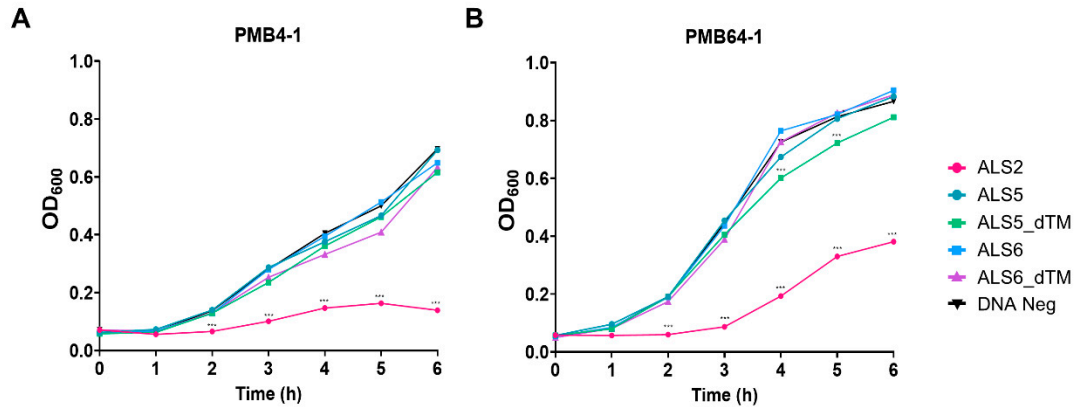 A
PMB4-1
OD600
1.0
0.8
0.6
0.4
0.2
0.0
***
***
***
***
***
0 1 2 3 4 5 6
Time (h)
B
PMB64-1
OD600
1.0
0.8
0.6
0.4
0.2
0.0
***
***
***
***
***
***
***
0 1 2 3 4 5 6
Time (h)
ALS2
ALS5
ALS5_dTM
ALS6
ALS6_dTM
DNA Neg